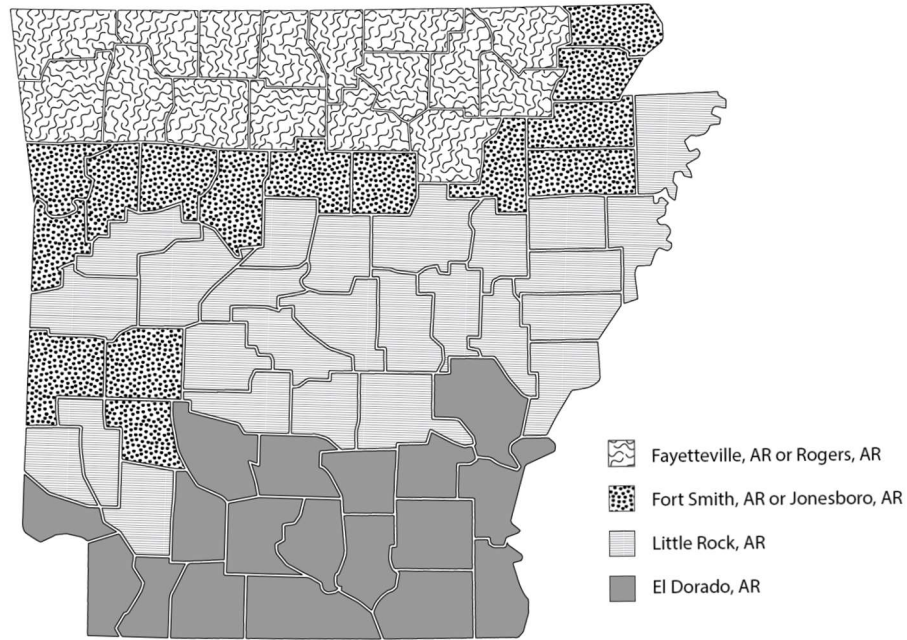 Fayetteville, AR or Rogers, AR
Fort Smith, AR or Jonesboro, AR
Little Rock, AR
El Dorado, AR